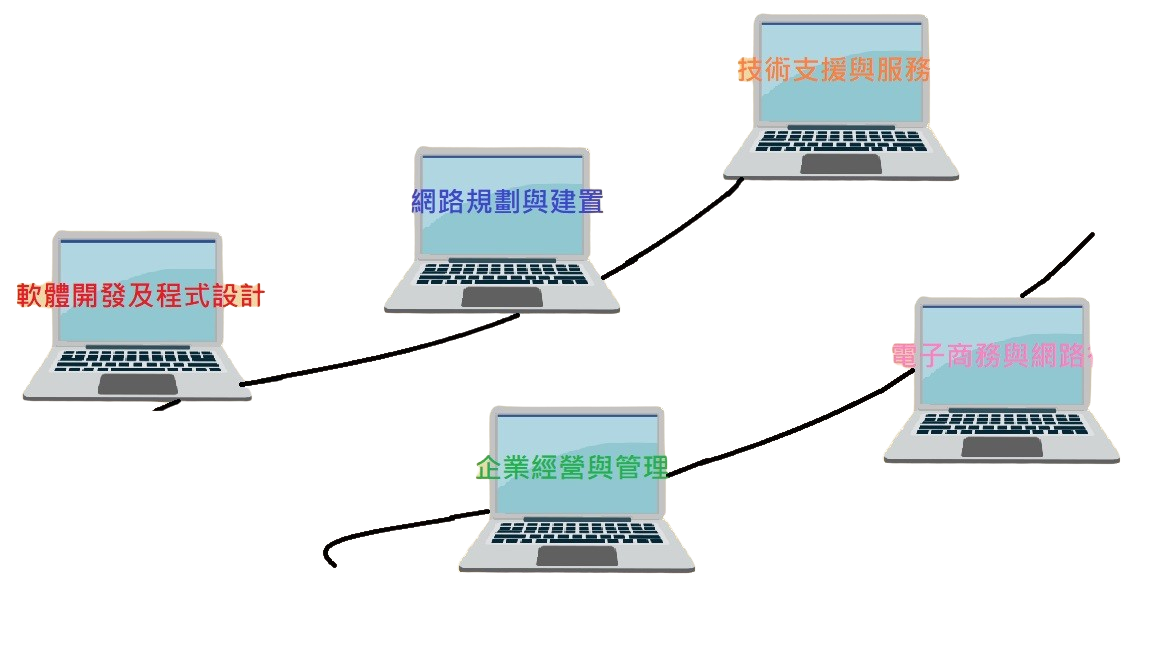 技術支援與服務
網路規劃與建置
軟體開發及程式設計
電子商務與網路
企業經營與管理